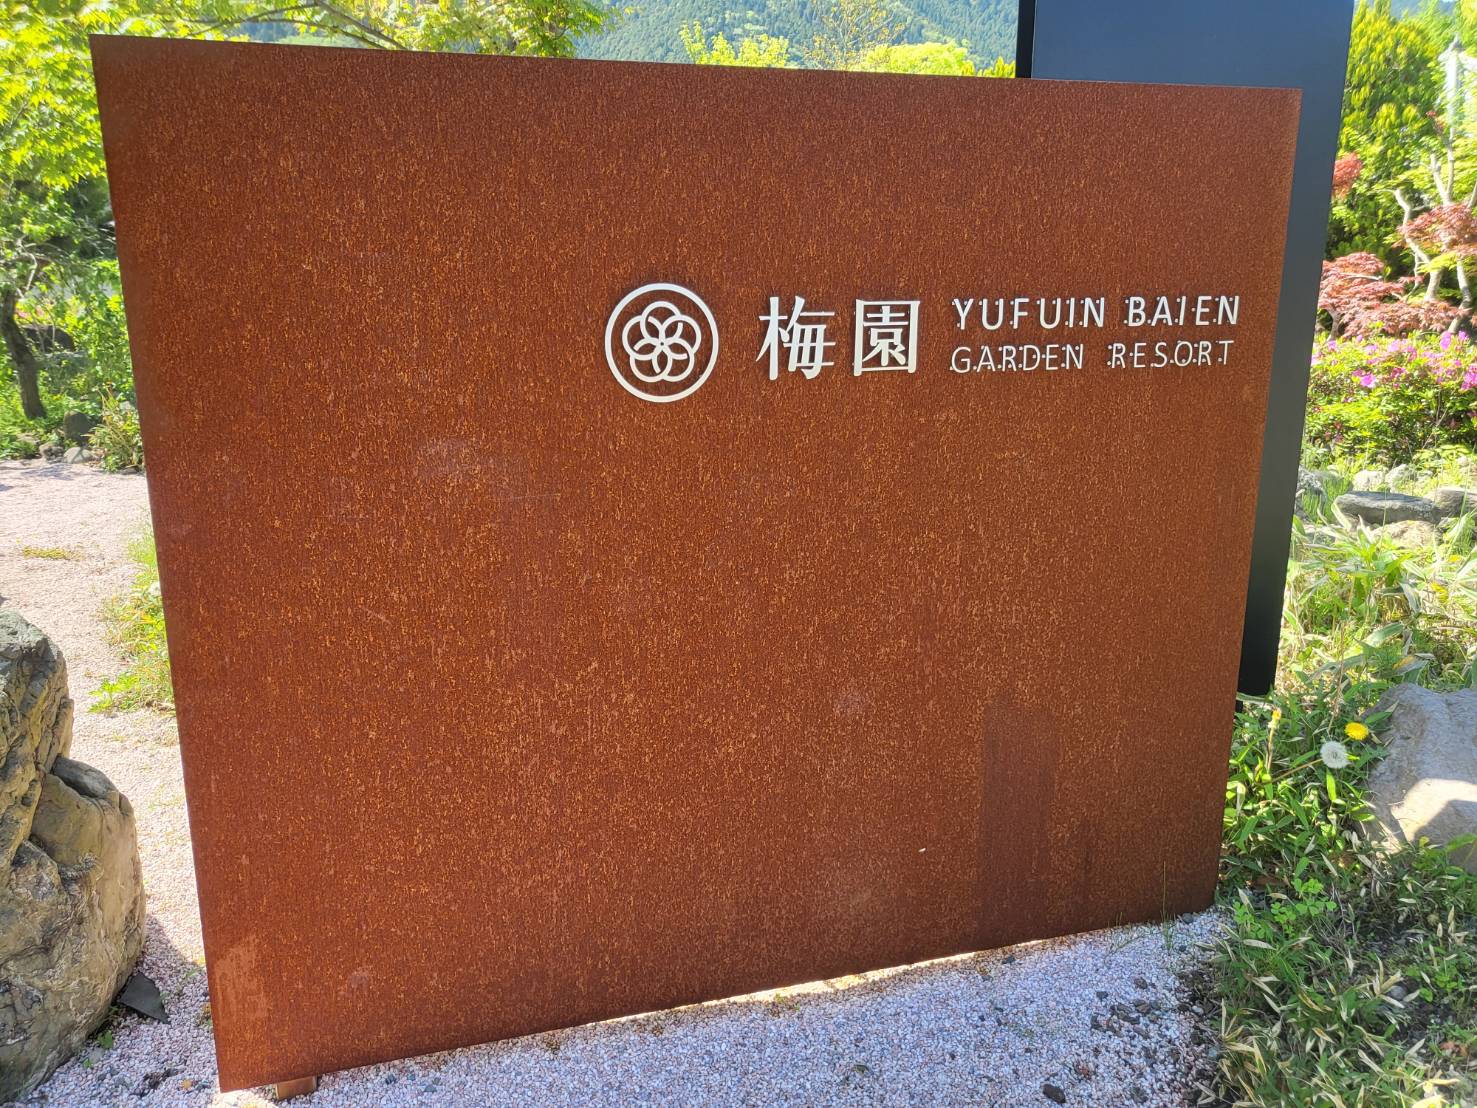 梅園
YUFUIN BAIEN
GARDEN RESORT